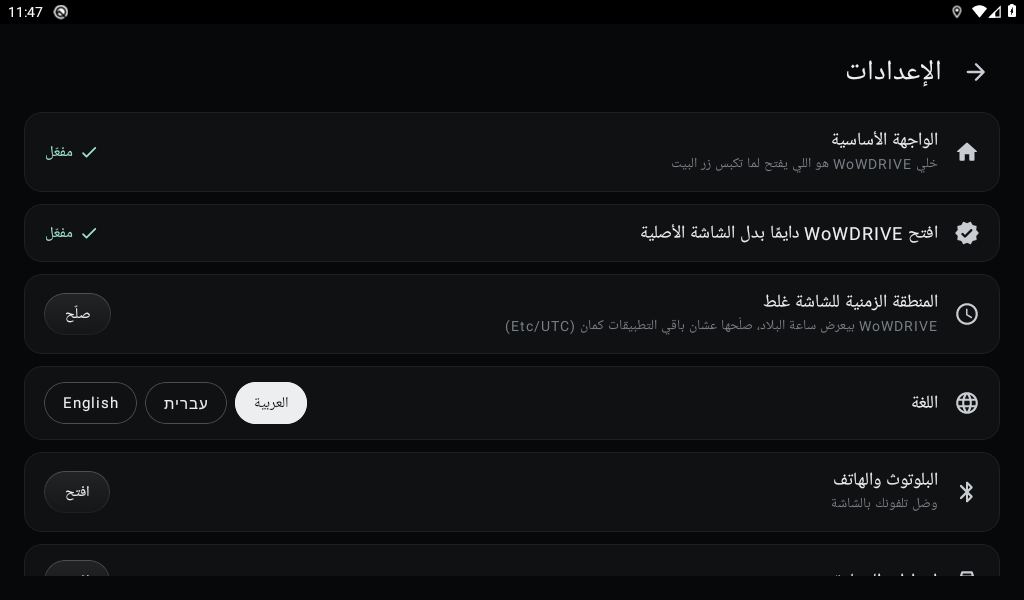 11:47
الإعدادات
الواجهة الأساسية
خلي WoWDRIVE هو اللي يفتح لما تكبس زر البيت
مفعّل
افتح WoWDRIVE دايمًا بدل الشاشة الأصلية
مفعّل
المنطقة الزمنية للشاشة غلط
WoWDRIVE بيعرض ساعة البلاد، صلّحها عشان باقي التطبيقات كمان (Etc/UTC)
صلّح
اللغة
العربية
עברית
English
البلوتوث والهاتف
وصل تلفونك بالشاشة
افتح